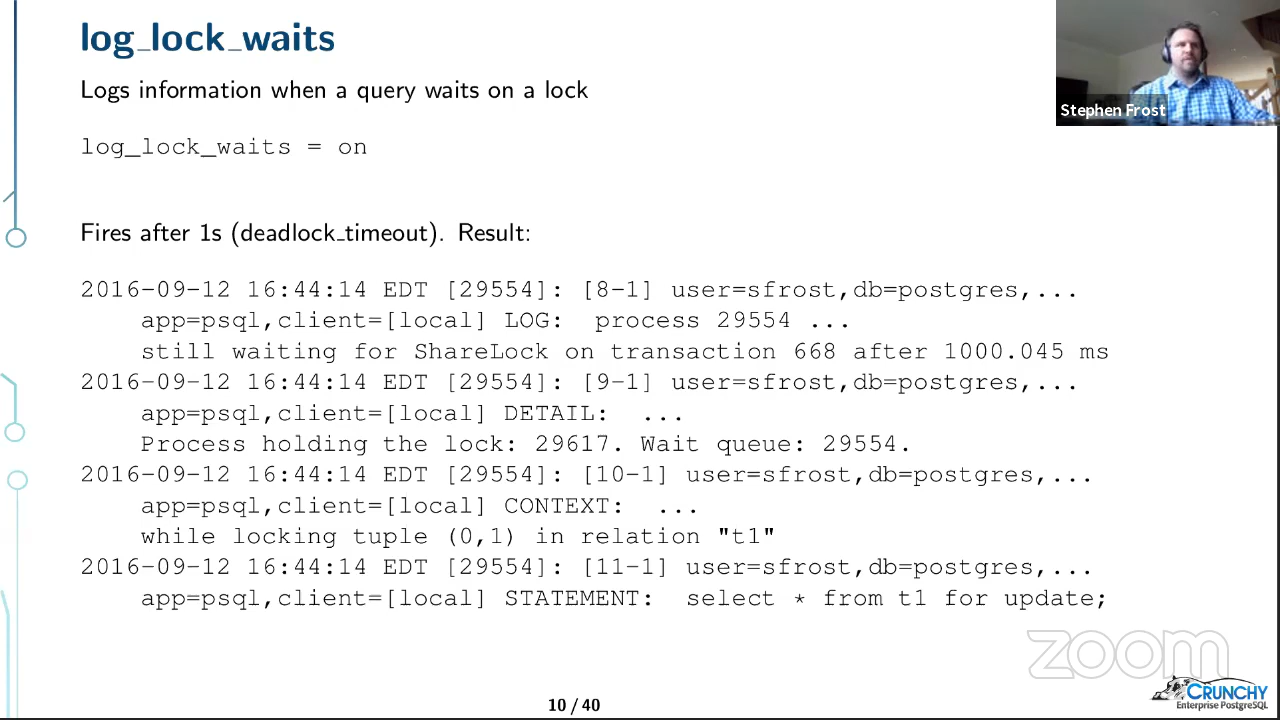 log_lock_waits
Logs information when a query waits on a lock
log_lock_waits = on
Fires after 1s (deadlock_timeout). Result:
2016-09-12 16:44:14 EDT [29554]: [8-1] user=sfrost,db=postgres,...
app=psql,client=[local] LOG:  process 29554 ...
still waiting for ShareLock on transaction 668 after 1000.045 ms
2016-09-12 16:44:14 EDT [29554]: [9-1] user=sfrost,db=postgres,...
app=psql,client=[local] DETAIL:  ...
Process holding the lock: 29617. Wait queue: 29554.
2016-09-12 16:44:14 EDT [29554]: [10-1] user=sfrost,db=postgres,...
app=psql,client=[local] CONTEXT:  ...
while locking tuple (0,1) in relation "t1"
2016-09-12 16:44:14 EDT [29554]: [11-1] user=sfrost,db=postgres,...
app=psql,client=[local] STATEMENT:  select * from t1 for update;
Stephen Frost
zoom
10 / 40
CRUNCHY
Enterprise PostgreSQL